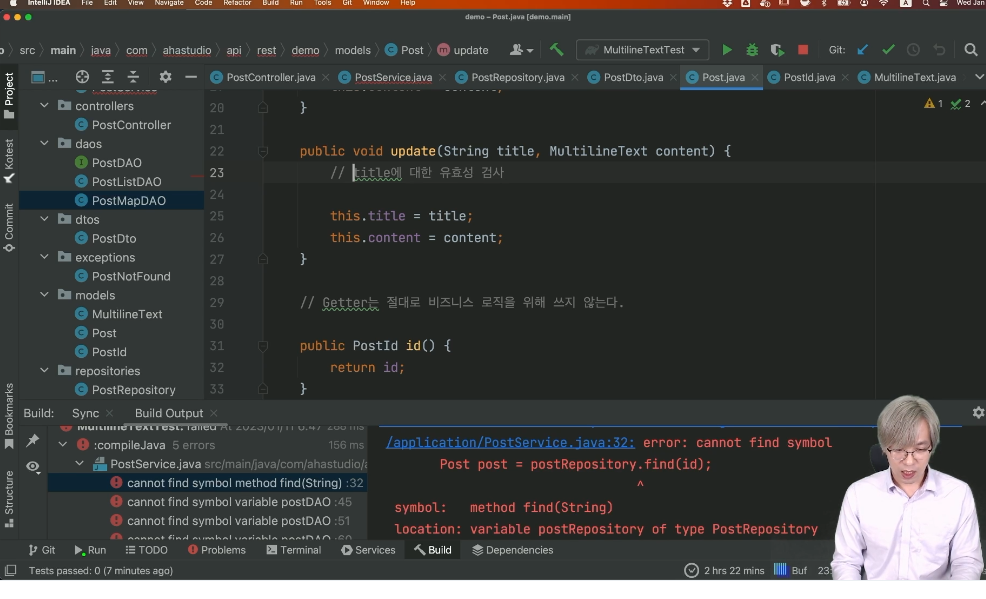 IntelliJ IDEA File Edit View Navigate Code Refactor Build Run Tools Git Window Help Wed Jan
demo – Post.java [demo.main]
src main java com ahastudio api rest demo models Post update MultilineTextTest Git:
Project
Kotest
Commit
Bookmarks
Structure
PostController.java PostService.java PostRepository.java PostDto.java Post.java PostId.java MultilineText.java
controllers
PostController
daos
PostDAO
PostListDAO
PostMapDAO
dtos
PostDto
exceptions
PostNotFound
models
MultilineText
Post
PostId
repositories
PostRepository
1 2
20 }
21
22 public void update(String title, MultilineText content) {
23 // title에 대한 유효성 검사
24
25 this.title = title;
26 this.content = content;
27 }
28
29 // Getter는 절대로 비즈니스 로직을 위해 쓰지 않는다.
30
31 public PostId id() {
32 return id;
33 }
Build: Sync Build Output
MultilineTextTest: failed At 2023/01/11 6:47 288 ms
:compileJava 5 errors 156 ms
PostService.java src/main/java/com/ahastudio/a
cannot find symbol method find(String) :32
cannot find symbol variable postDAO :45
cannot find symbol variable postDAO :51
cannot find symbol variable postDAO :60
/application/PostService.java:32: error: cannot find symbol
Post post = postRepository.find(id);
^
symbol: method find(String)
location: variable postRepository of type PostRepository
Git Run TODO Problems Terminal Services Build Dependencies
Tests passed: 0 (7 minutes ago) 2 hrs 22 mins Buf 23: